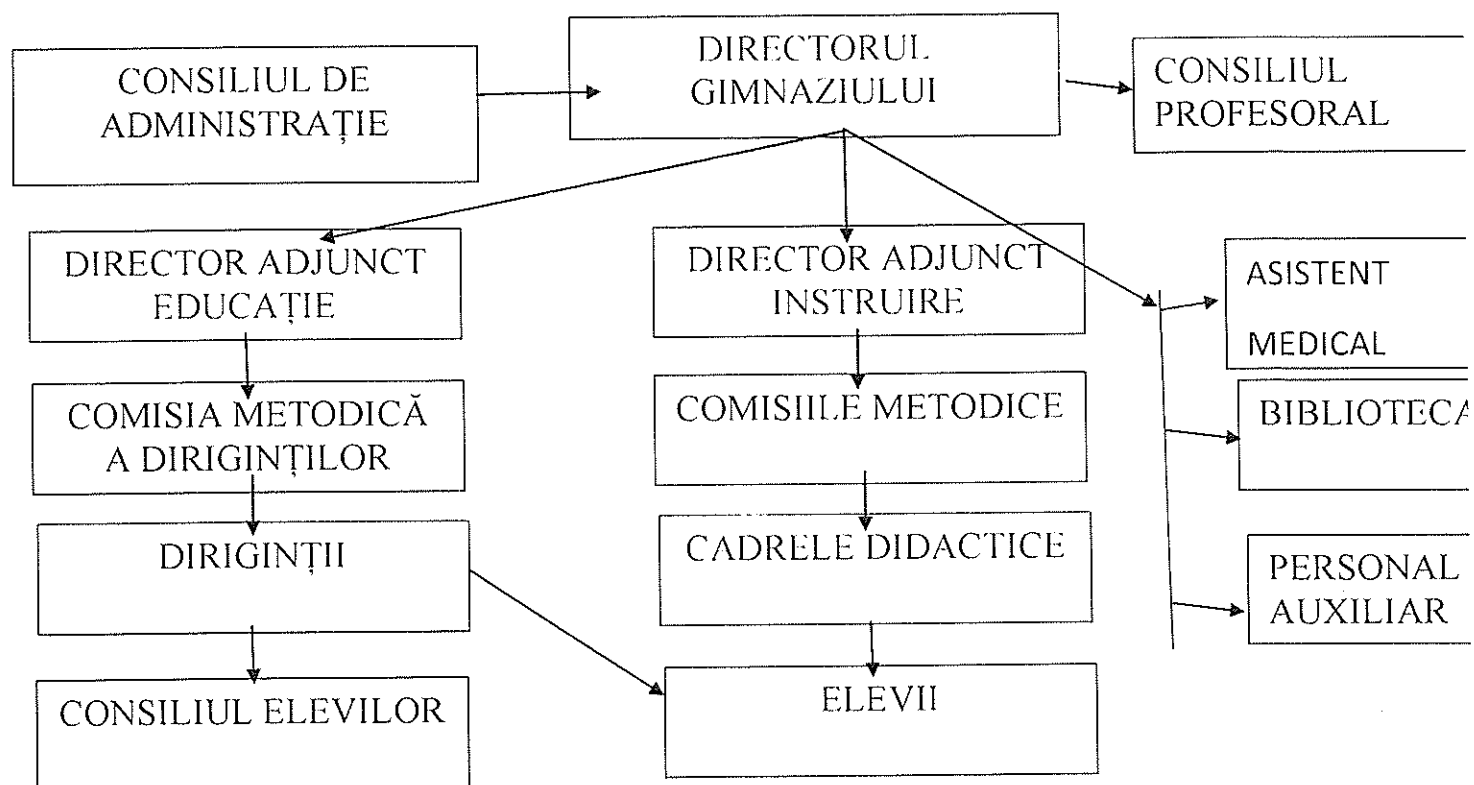 CONSILIUL DE
ADMINISTRAȚIE
DIRECTORUL
GIMNAZIULUI
CONSILIUL
PROFESORAL
DIRECTOR ADJUNCT
EDUCAȚIE
DIRECTOR ADJUNCT
INSTRUIRE
ASISTENT
MEDICAL
COMISIA METODICĂ
A DIRIGINȚILOR
COMISIILE METODICE
BIBLIOTECA
DIRIGINȚII
CADRELE DIDACTICE
PERSONAL
AUXILIAR
CONSILIUL ELEVILOR
ELEVII